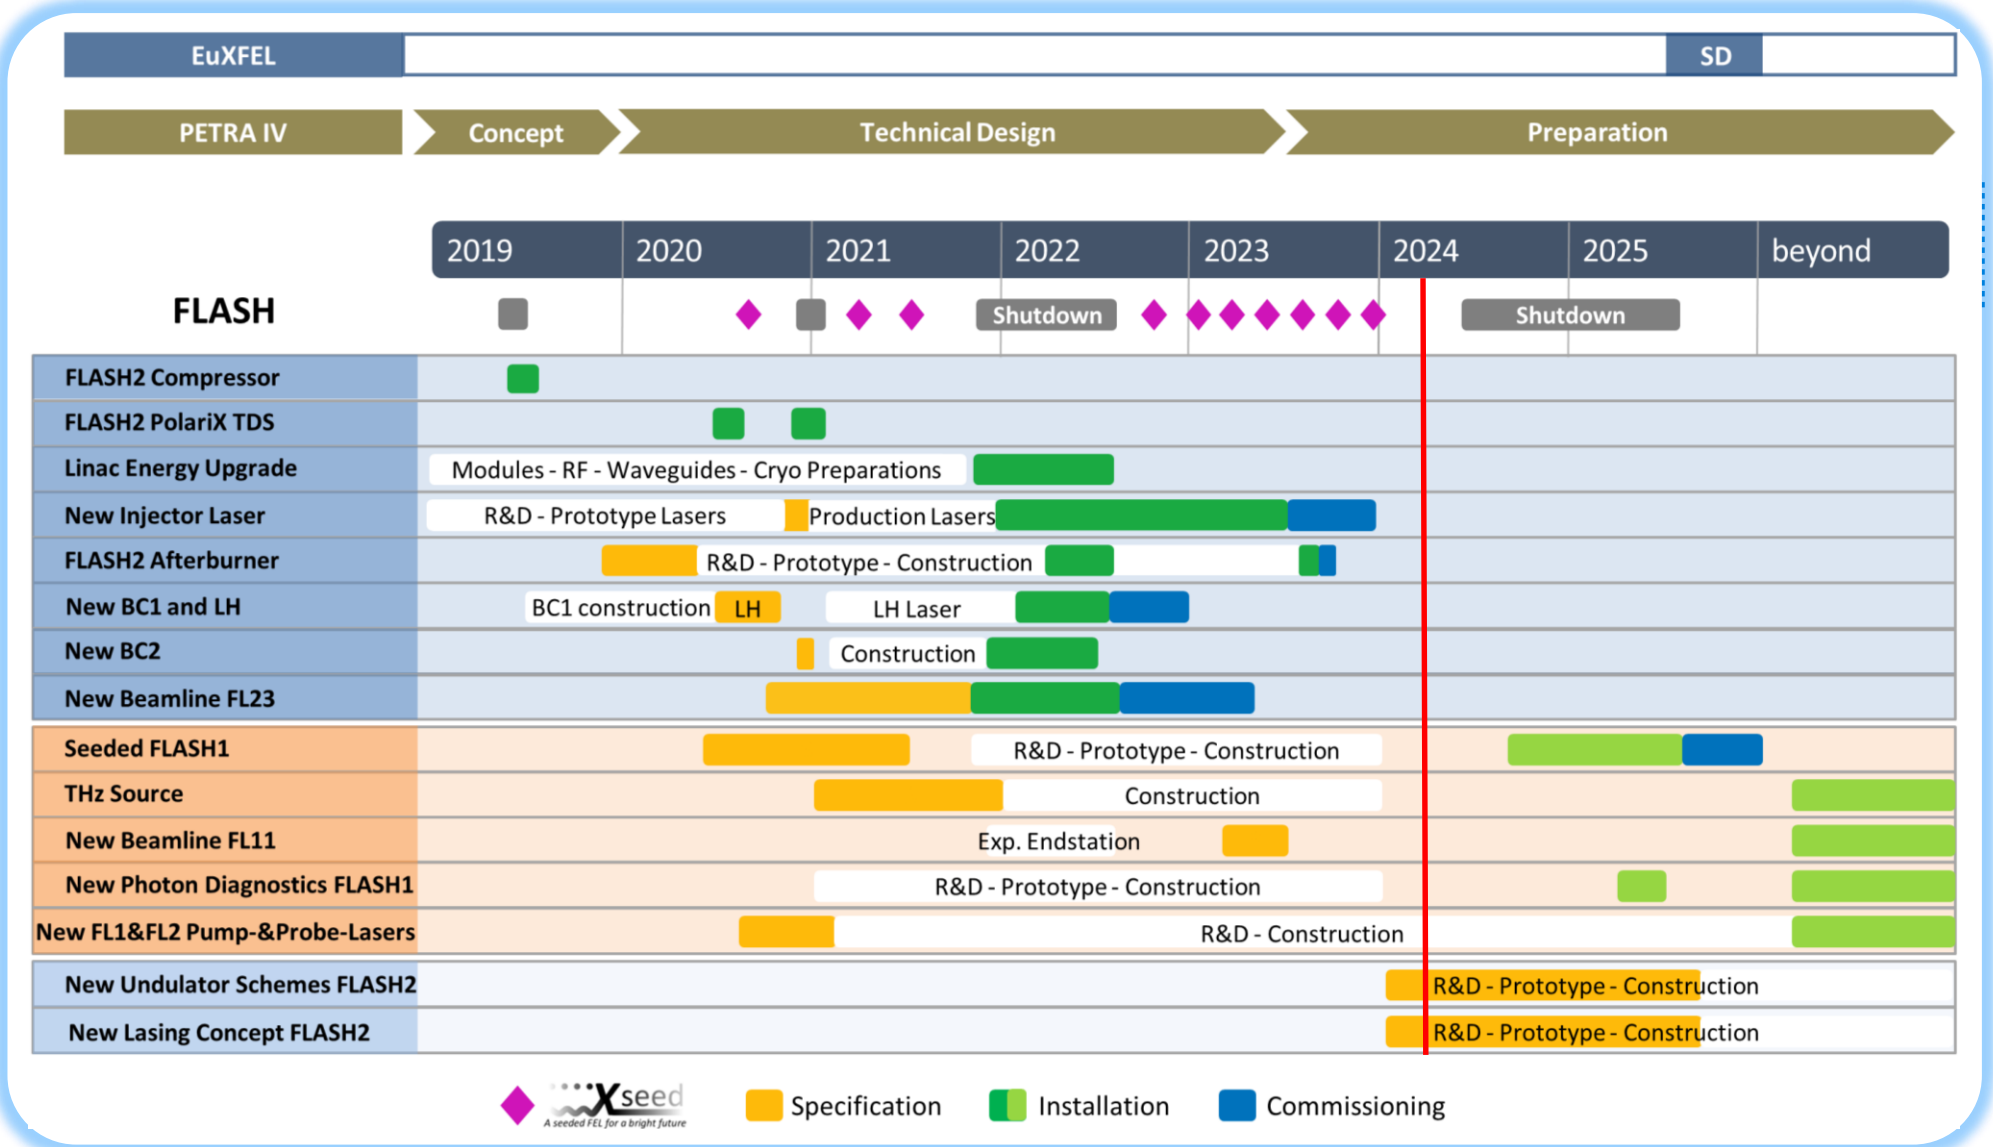 EuXFEL SD
PETRA IV Concept Technical Design Preparation
2019 2020 2021 2022 2023 2024 2025 beyond
FLASH Shutdown Shutdown
FLASH2 Compressor
FLASH2 PolariX TDS
Linac Energy Upgrade Modules - RF - Waveguides - Cryo Preparations
New Injector Laser R&D - Prototype Lasers Production Lasers
FLASH2 Afterburner R&D - Prototype - Construction
New BC1 and LH BC1 construction LH LH Laser
New BC2 Construction
New Beamline FL23
Seeded FLASH1 R&D - Prototype - Construction
THz Source Construction
New Beamline FL11 Exp. Endstation
New Photon Diagnostics FLASH1 R&D - Prototype - Construction
New FL1&FL2 Pump-&Probe-Lasers R&D - Construction
New Undulator Schemes FLASH2 R&D - Prototype - Construction
New Lasing Concept FLASH2 R&D - Prototype - Construction
Xseed Specification Installation Commissioning
A seeded FEL for a bright future